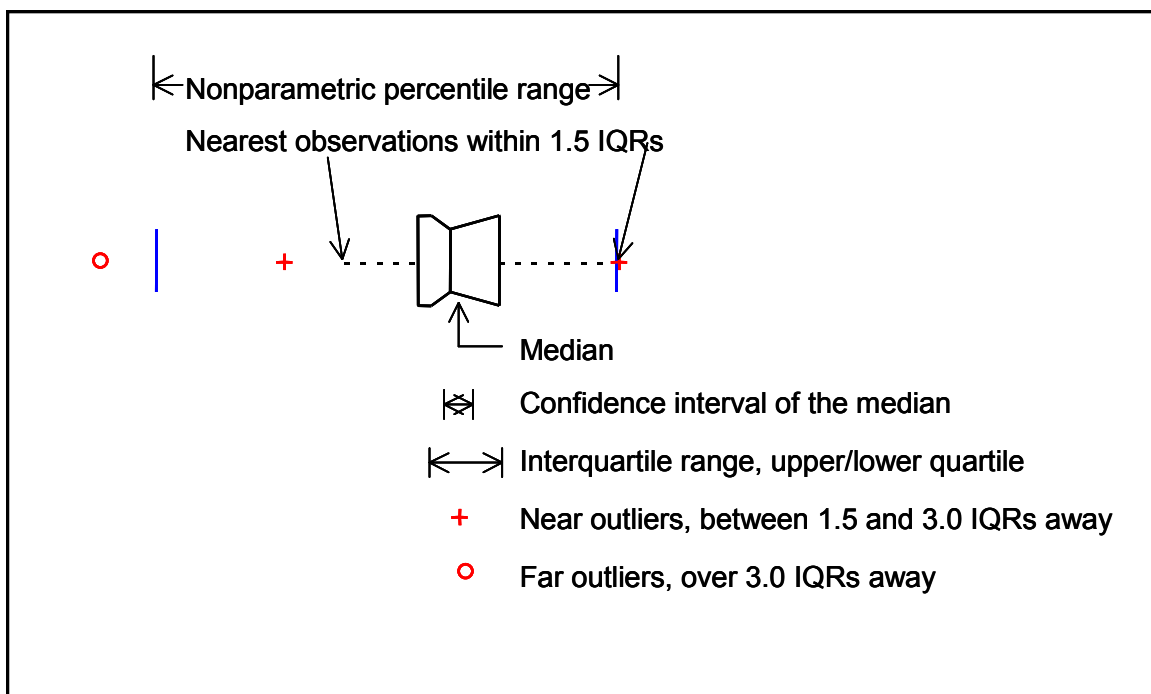 Nonparametric percentile range
Nearest observations within 1.5 IQRs
Median
Confidence interval of the median
Interquartile range, upper/lower quartile
Near outliers, between 1.5 and 3.0 IQRs away
Far outliers, over 3.0 IQRs away